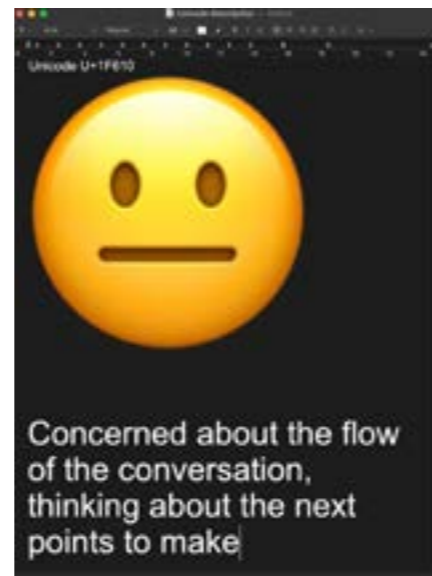 Unicode U+1F610
Concerned about the flow
of the conversation,
thinking about the next
points to make